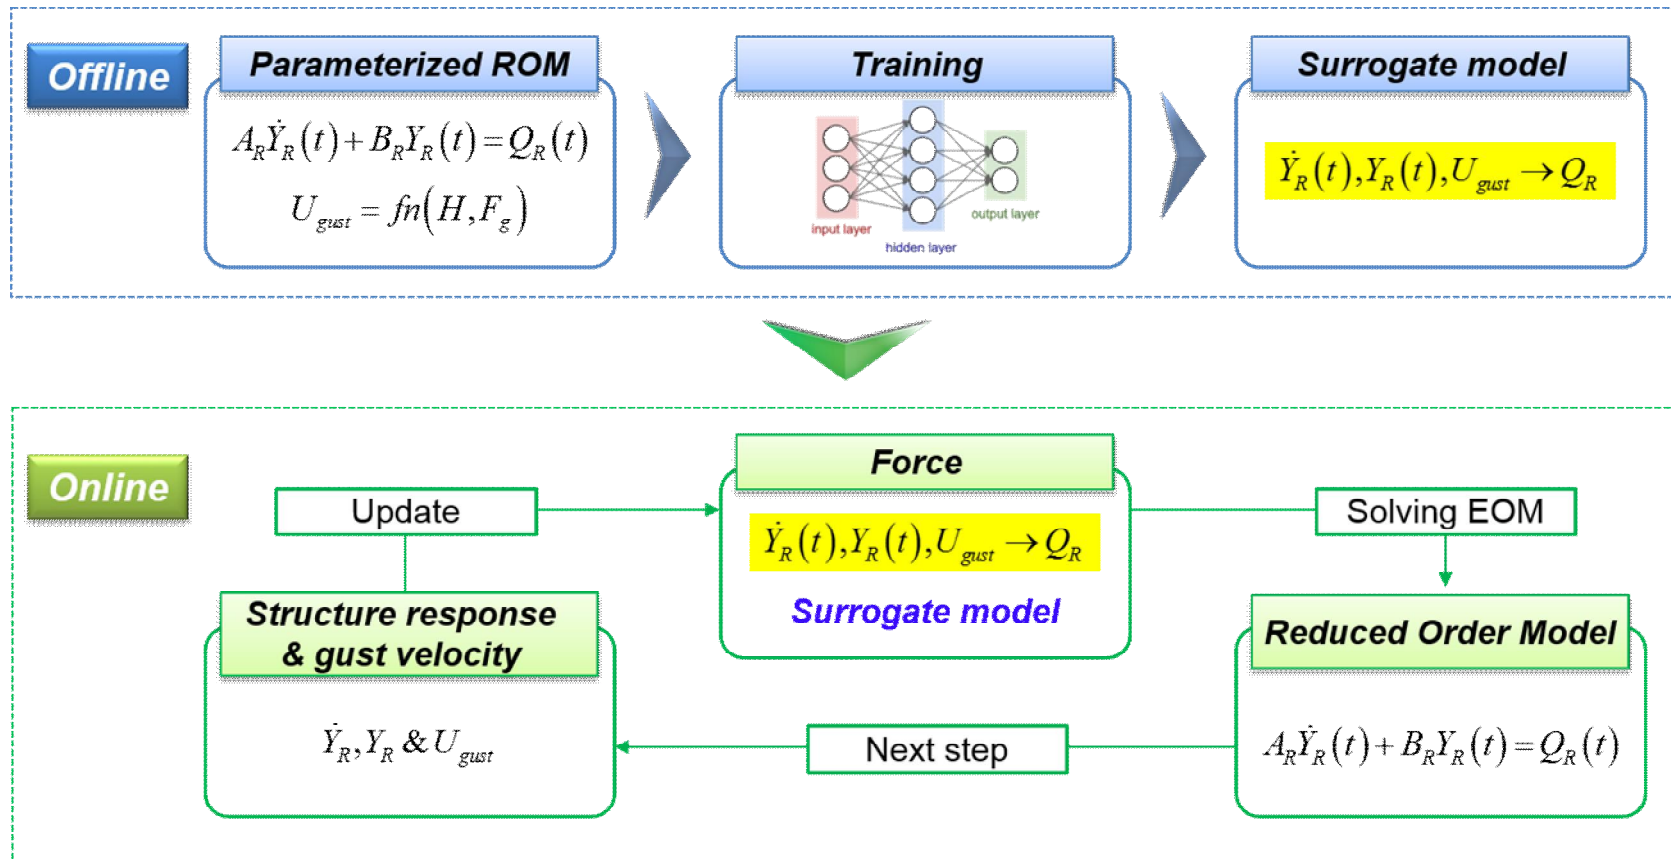 Offline
Parameterized ROM
A_R Ẏ_R(t) + B_R Y_R(t) = Q_R(t)
U_gust = fn(H, F_g)
Training
input layer
hidden layer
output layer
Surrogate model
Ẏ_R(t), Y_R(t), U_gust → Q_R
Online
Update
Force
Ẏ_R(t), Y_R(t), U_gust → Q_R
Surrogate model
Solving EOM
Structure response
& gust velocity
Ẏ_R, Y_R & U_gust
Next step
Reduced Order Model
A_R Ẏ_R(t) + B_R Y_R(t) = Q_R(t)